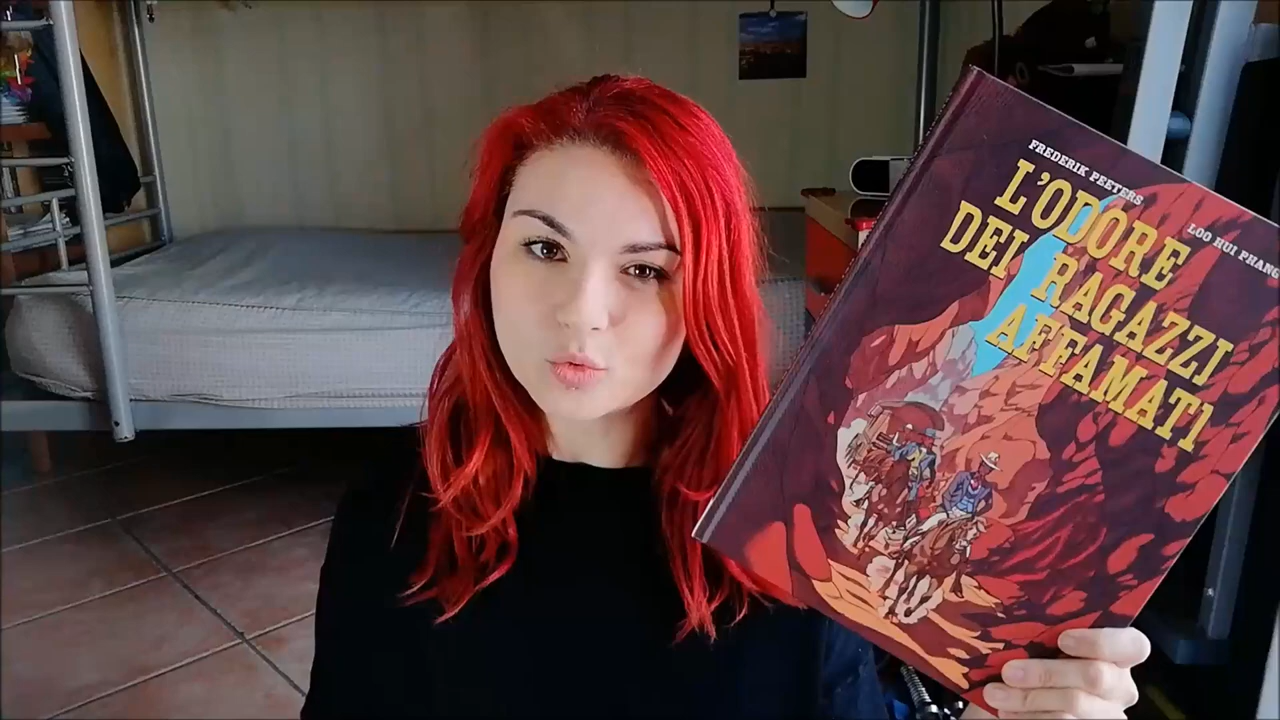 FREDERIK PEETERS
LOO HUI PHANG
L'ODORE
DEI RAGAZZI
AFFAMATI